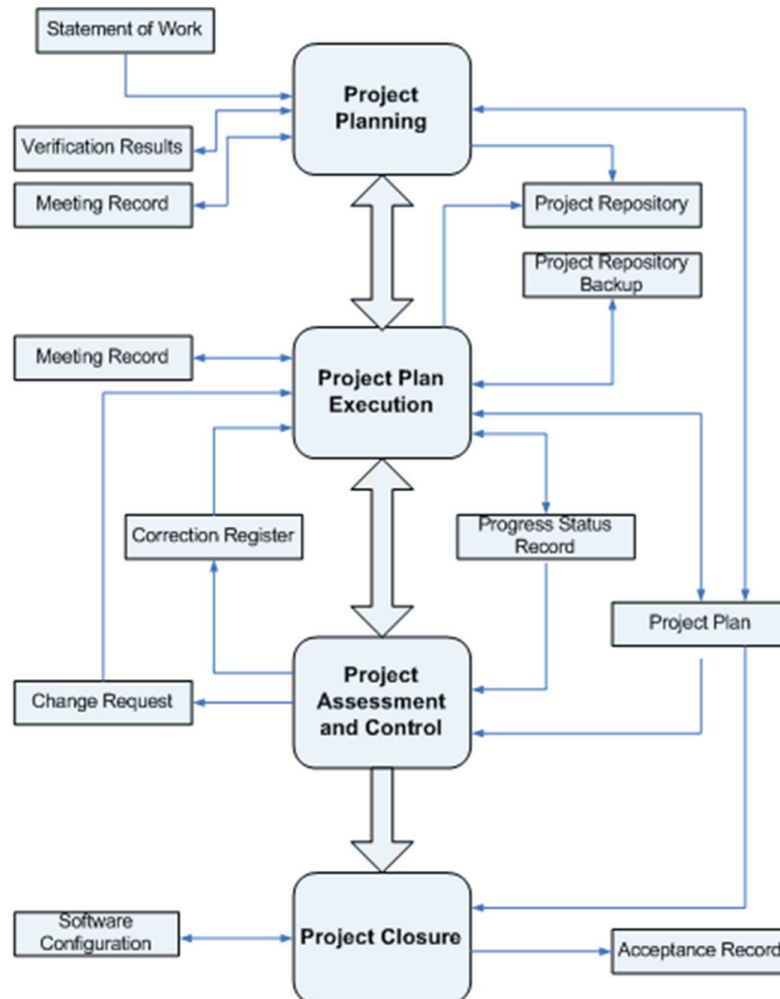 Statement of Work
Project
Planning
Verification Results
Meeting Record
Project Repository
Project Repository
Backup
Meeting Record
Project Plan
Execution
Correction Register
Progress Status
Record
Project Plan
Project
Assessment
and Control
Change Request
Project Closure
Software
Configuration
Acceptance Record